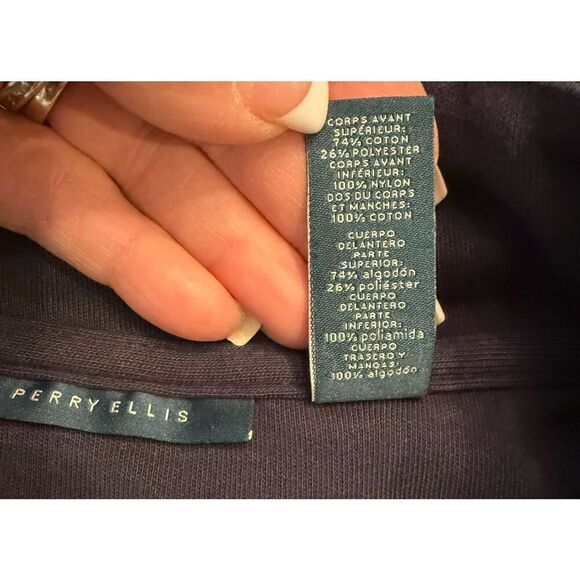 CORPS AVANT
SUPÉRIEUR:
74% COTON
26% POLYESTER
CORPS AVANT
INFÉRIEUR:
100% NYLON
DOS DU CORPS
ET MANCHES:
100% COTON
CUERPO
DELANTERO
PARTE
SUPERIOR:
74% algodón
26% poliéster
CUERPO
DELANTERO
PARTE
INFERIOR:
100% poliamida
CUERPO
TRASERO Y
MANGAS:
100% algodón
PERRY ELLIS